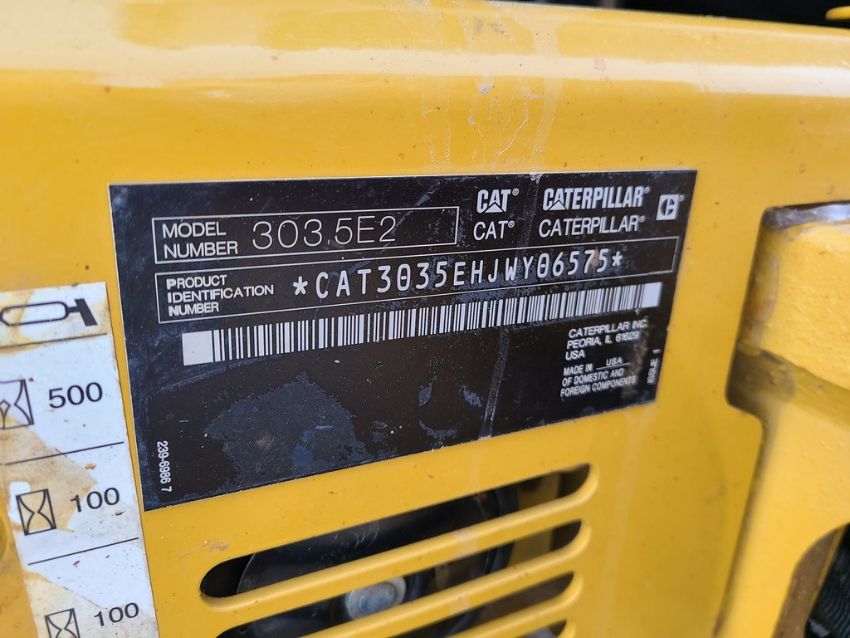 CAT® CATERPILLAR®
CAT® CATERPILLAR®
MODEL NUMBER 303.5E2
PRODUCT IDENTIFICATION NUMBER *CAT3035EHJWY06575*
CATERPILLAR INC.
PEORIA, IL 61629
USA
MADE IN USA
OF DOMESTIC AND
FOREIGN COMPONENTS
239-6986 7
500
100
100